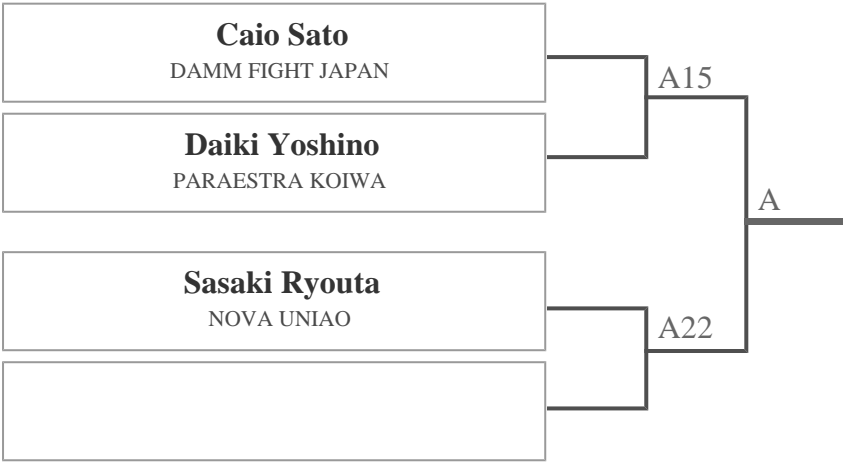 Caio Sato
DAMM FIGHT JAPAN
A15
Daiki Yoshino
PARAESTRA KOIWA
A
Sasaki Ryouta
NOVA UNIAO
A22